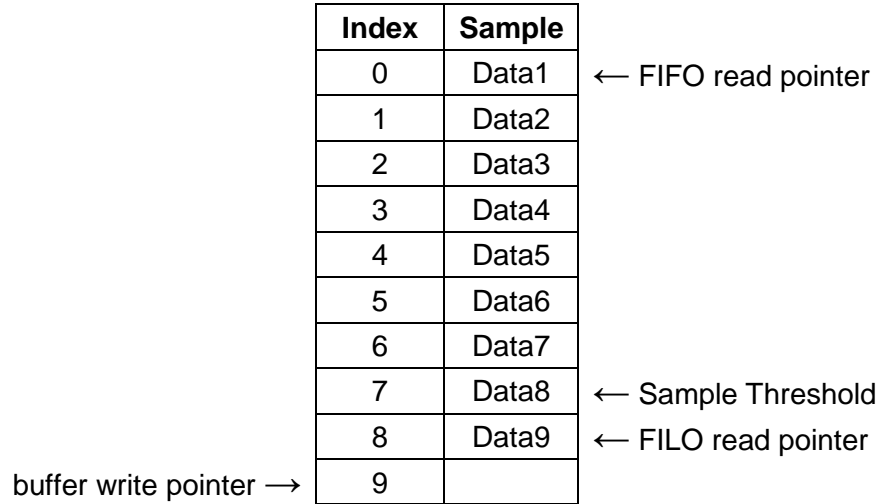 Index Sample
0 Data1 ← FIFO read pointer
1 Data2
2 Data3
3 Data4
4 Data5
5 Data6
6 Data7
7 Data8 ← Sample Threshold
8 Data9 ← FILO read pointer
buffer write pointer → 9